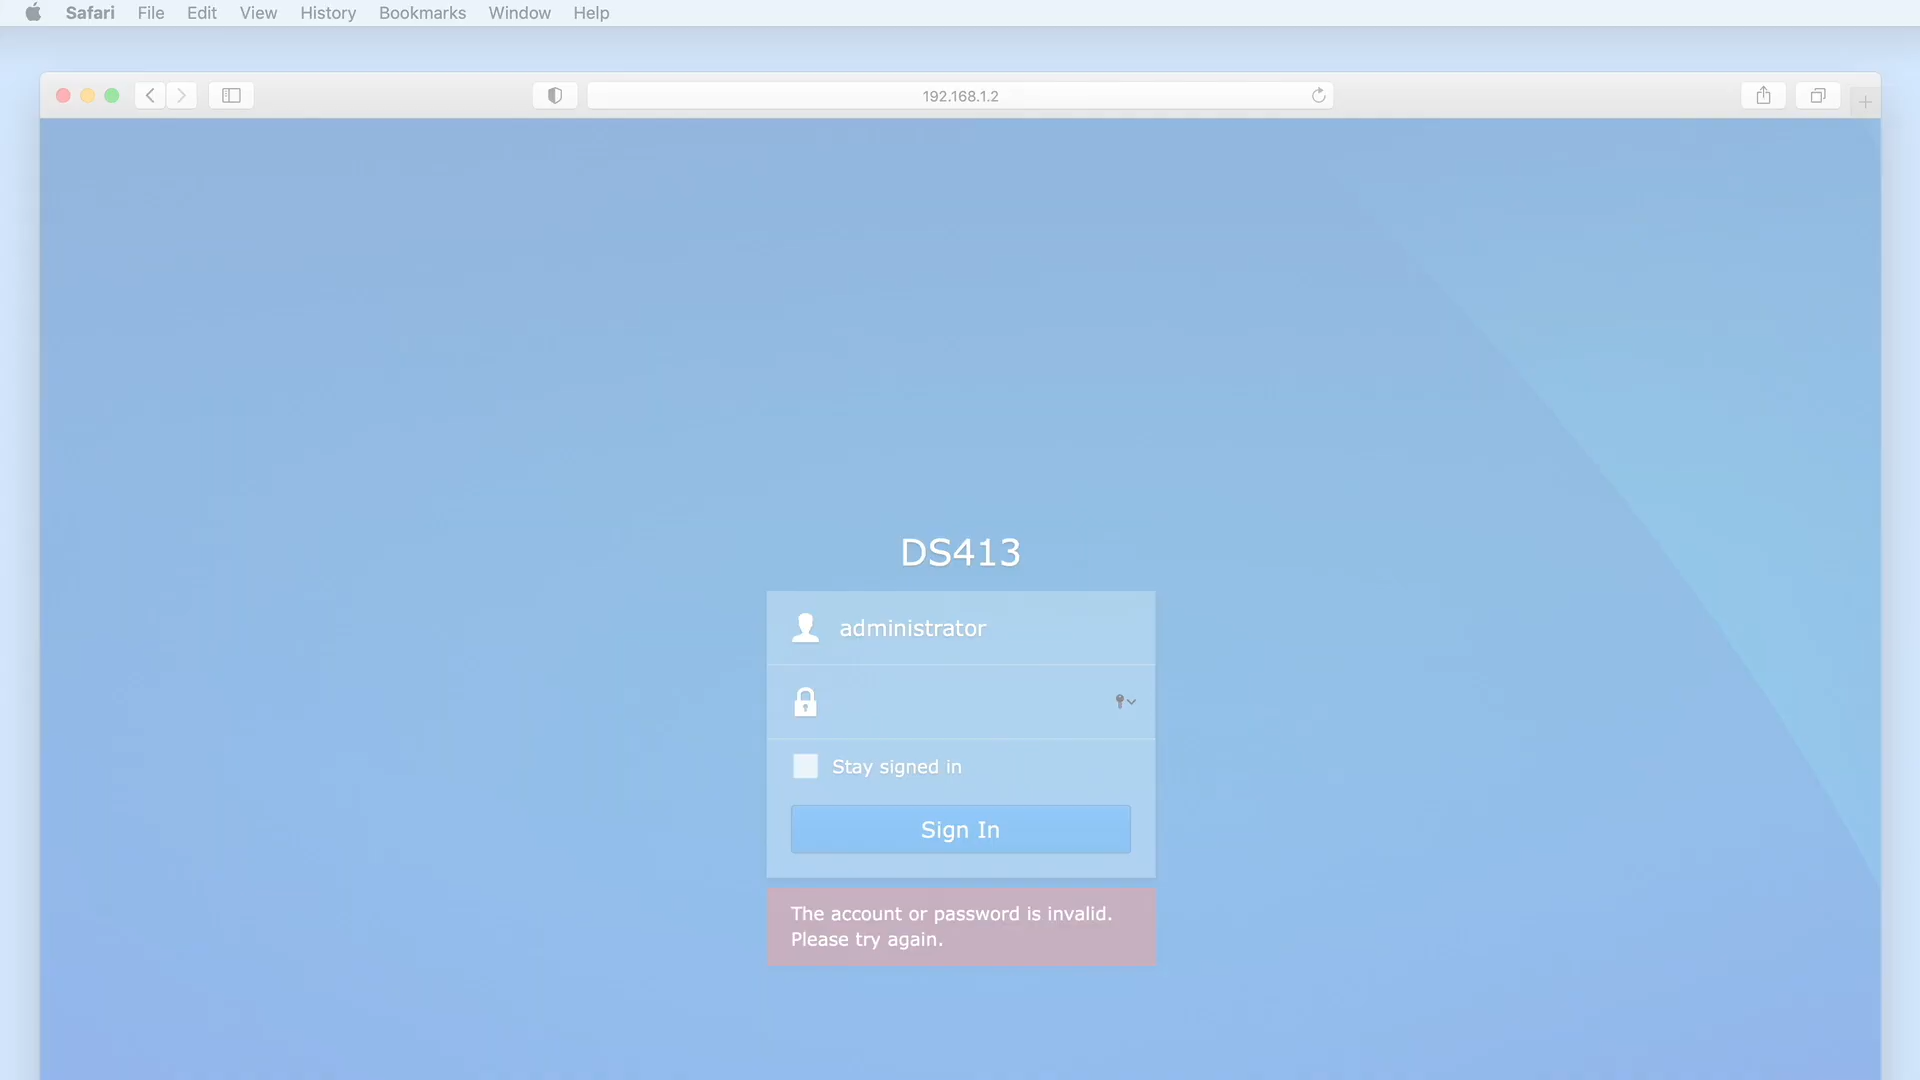 Safari File Edit View History Bookmarks Window Help
192.168.1.2
DS413
administrator
Stay signed in
Sign In
The account or password is invalid.
Please try again.